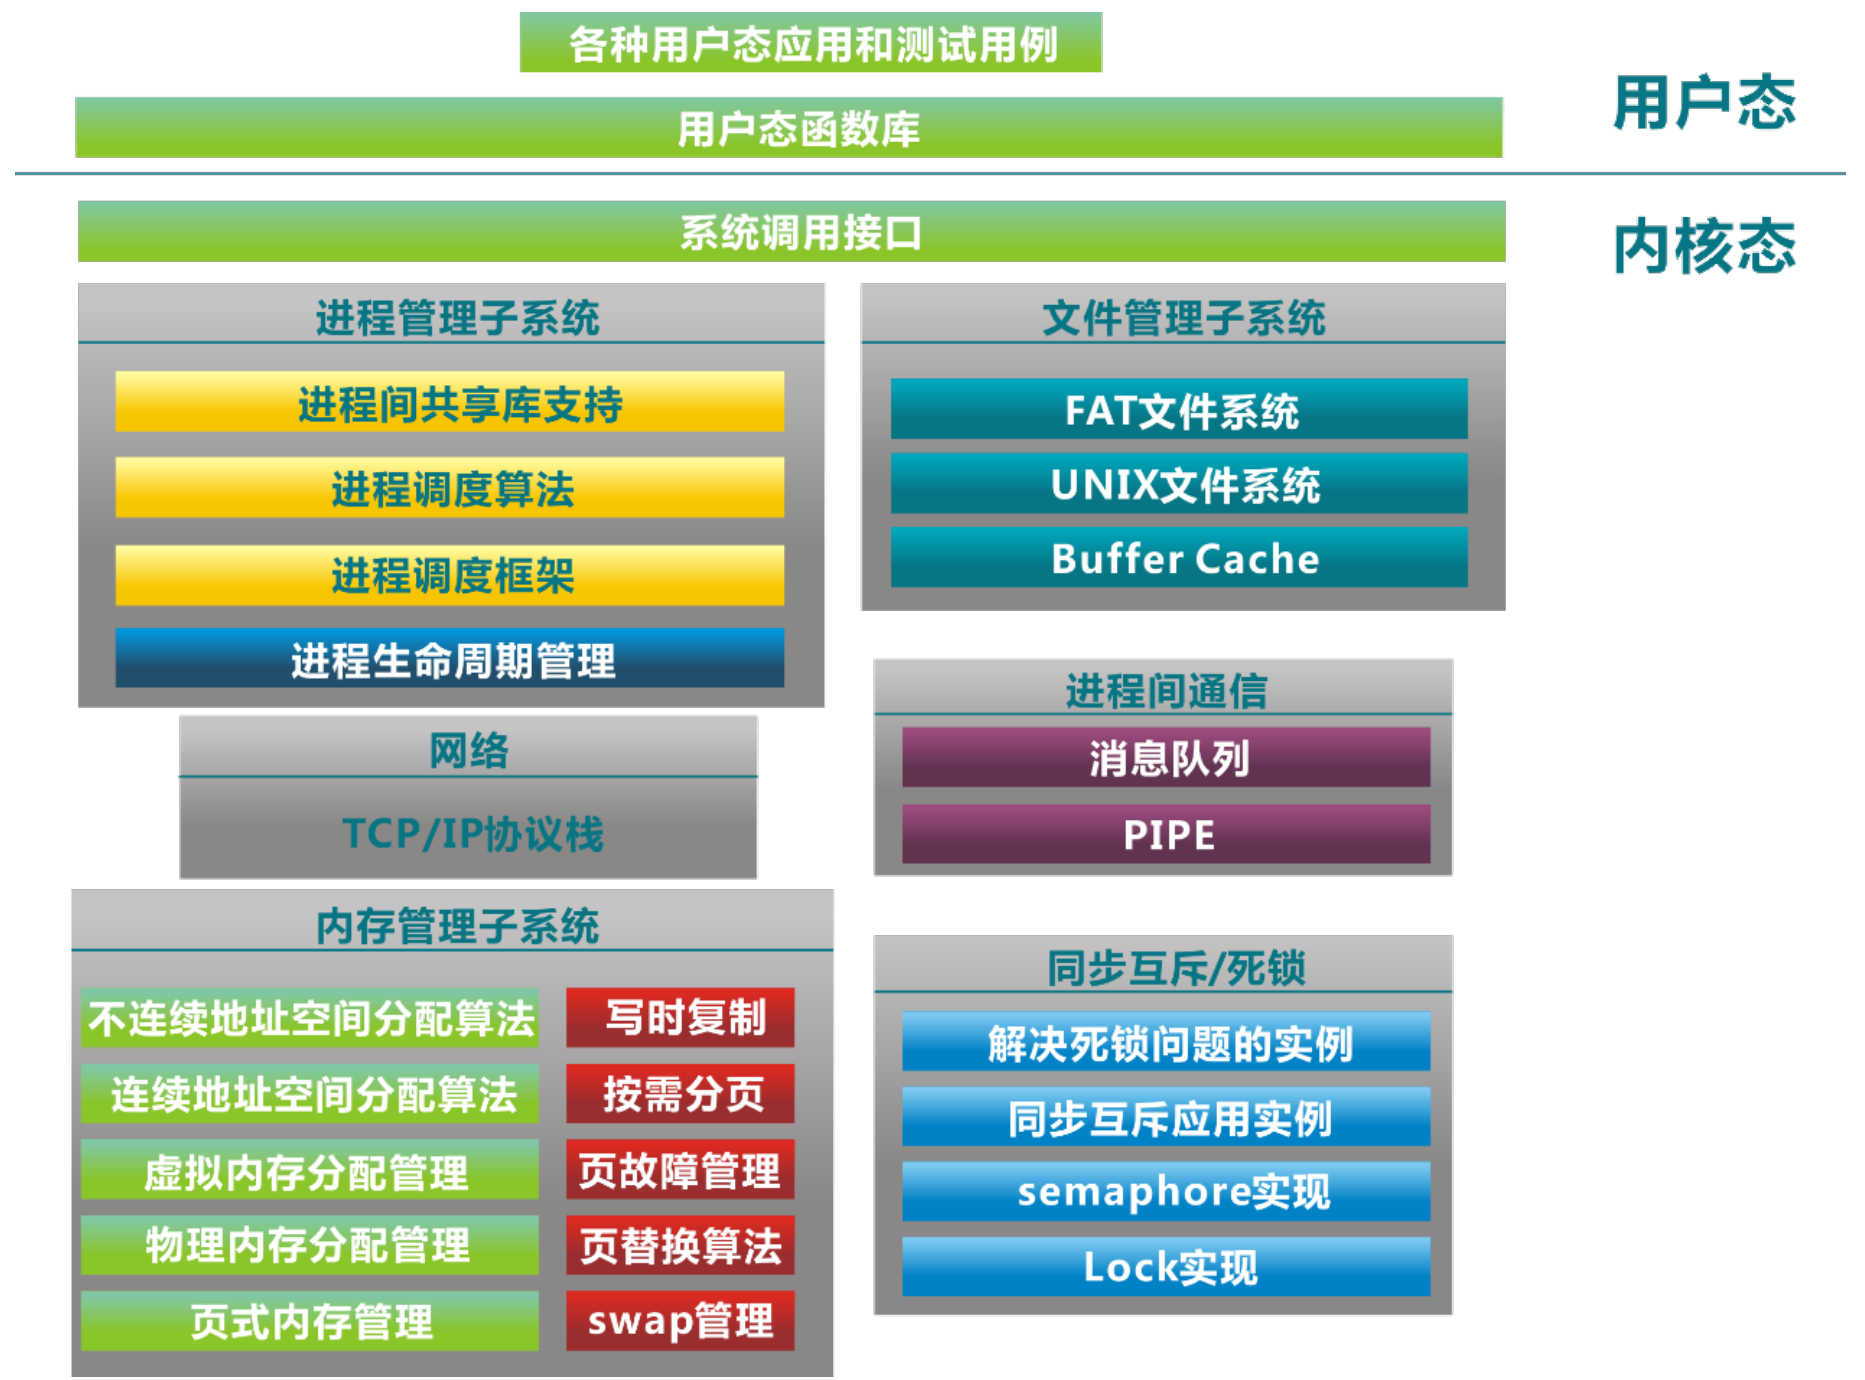 各种用户态应用和测试用例
用户态函数库
用户态
系统调用接口
内核态
进程管理子系统
进程间共享库支持
进程调度算法
进程调度框架
进程生命周期管理
文件管理子系统
FAT文件系统
UNIX文件系统
Buffer Cache
网络
TCP/IP协议栈
进程间通信
消息队列
PIPE
内存管理子系统
不连续地址空间分配算法
写时复制
连续地址空间分配算法
按需分页
虚拟内存分配管理
页故障管理
物理内存分配管理
页替换算法
页式内存管理
swap管理
同步互斥/死锁
解决死锁问题的实例
同步互斥应用实例
semaphore实现
Lock实现